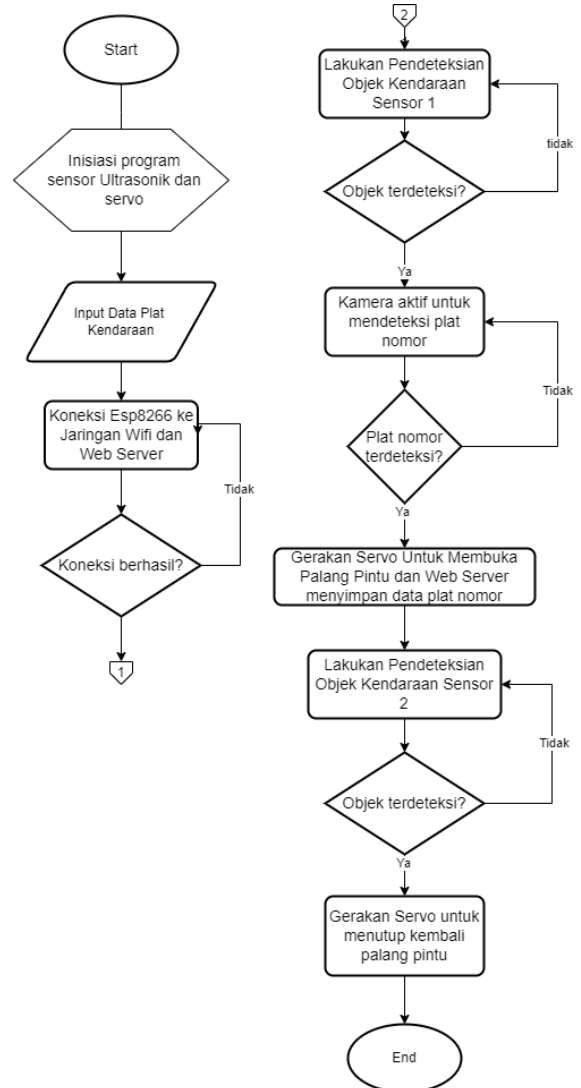 Start
Inisiasi program
sensor Ultrasonik dan
servo
Input Data Plat
Kendaraan
Koneksi Esp8266 ke
Jaringan Wifi dan
Web Server
Tidak
Koneksi berhasil?
1
2
Lakukan Pendeteksian
Objek Kendaraan
Sensor 1
tidak
Objek terdeteksi?
Ya
Kamera aktif untuk
mendeteksi plat
nomor
Tidak
Plat nomor
terdeteksi?
Ya
Gerakan Servo Untuk Membuka
Palang Pintu dan Web Server
menyimpan data plat nomor
Lakukan Pendeteksian
Objek Kendaraan Sensor
2
Tidak
Objek terdeteksi?
Ya
Gerakan Servo untuk
menutup kembali
palang pintu
End